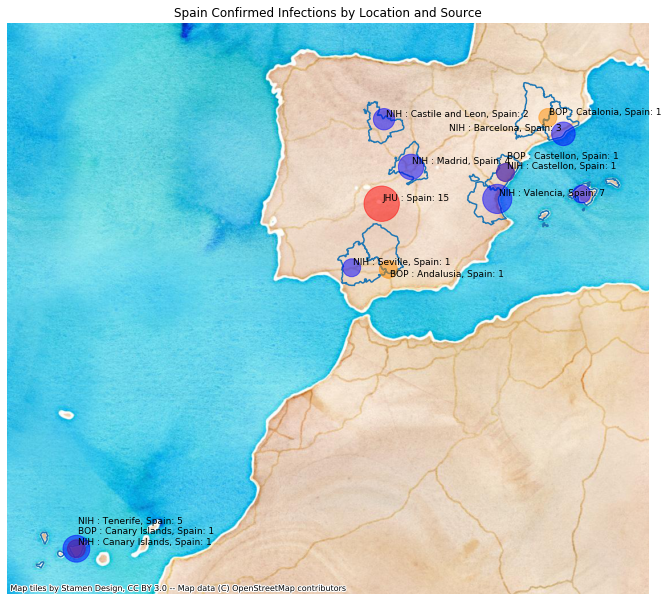 Spain Confirmed Infections by Location and Source
NIH : Castile and Leon, Spain: 2
BOP : Catalonia, Spain: 1
NIH : Barcelona, Spain: 3
BOP : Castellon, Spain: 1
NIH : Madrid, Spain:
NIH : Castellon, Spain: 1
NIH : Valencia, Spain: 7
JHU : Spain: 15
NIH : Seville, Spain: 1
BOP : Andalusia, Spain: 1
NIH : Tenerife, Spain: 5
BOP : Canary Islands, Spain: 1
NIH : Canary Islands, Spain: 1
Map tiles by Stamen Design, CC BY 3.0 -- Map data (C) OpenStreetMap contributors